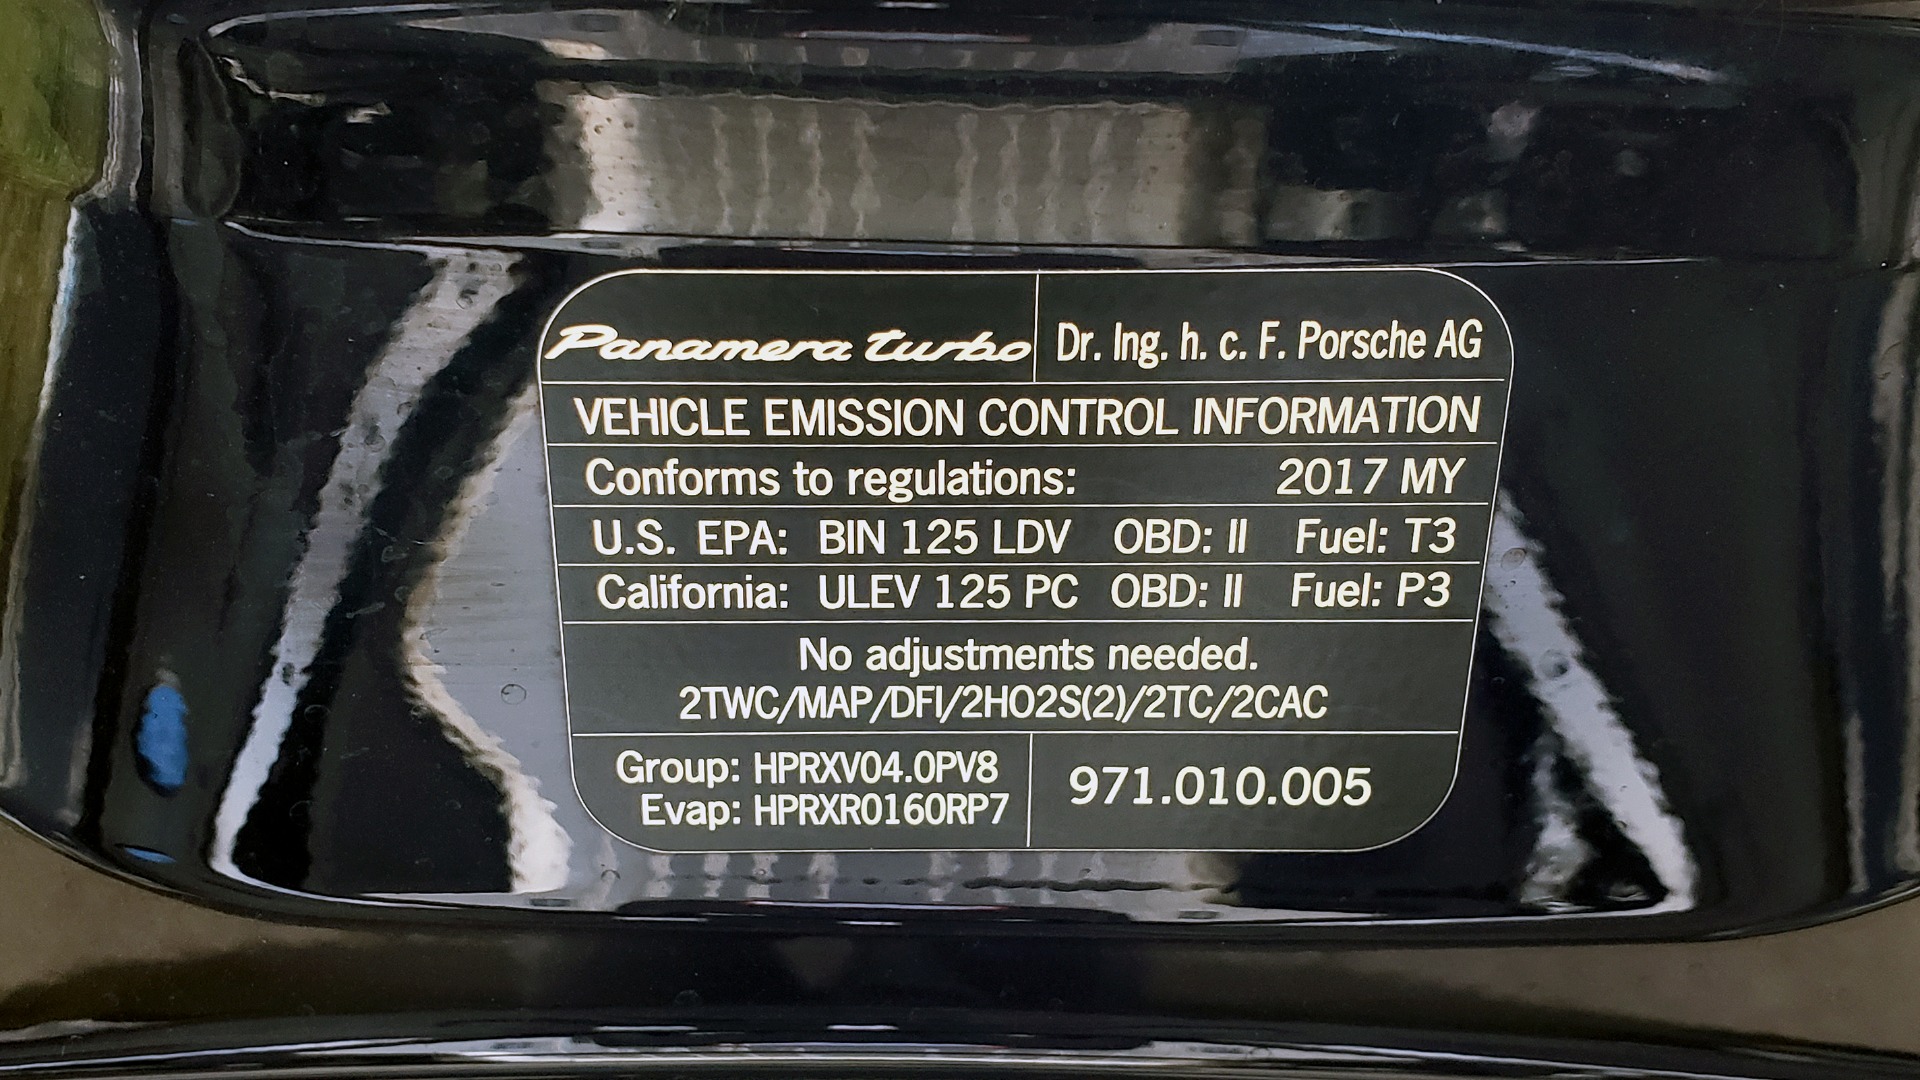 Panamera turbo Dr. Ing. h. c. F. Porsche AG
VEHICLE EMISSION CONTROL INFORMATION
Conforms to regulations: 2017 MY
U.S. EPA: BIN 125 LDV OBD: II Fuel: T3
California: ULEV 125 PC OBD: II Fuel: P3
No adjustments needed.
2TWC/MAP/DFI/2HO2S(2)/2TC/2CAC
Group: HPRXV04.0PV8
Evap: HPRXR0160RP7
971.010.005